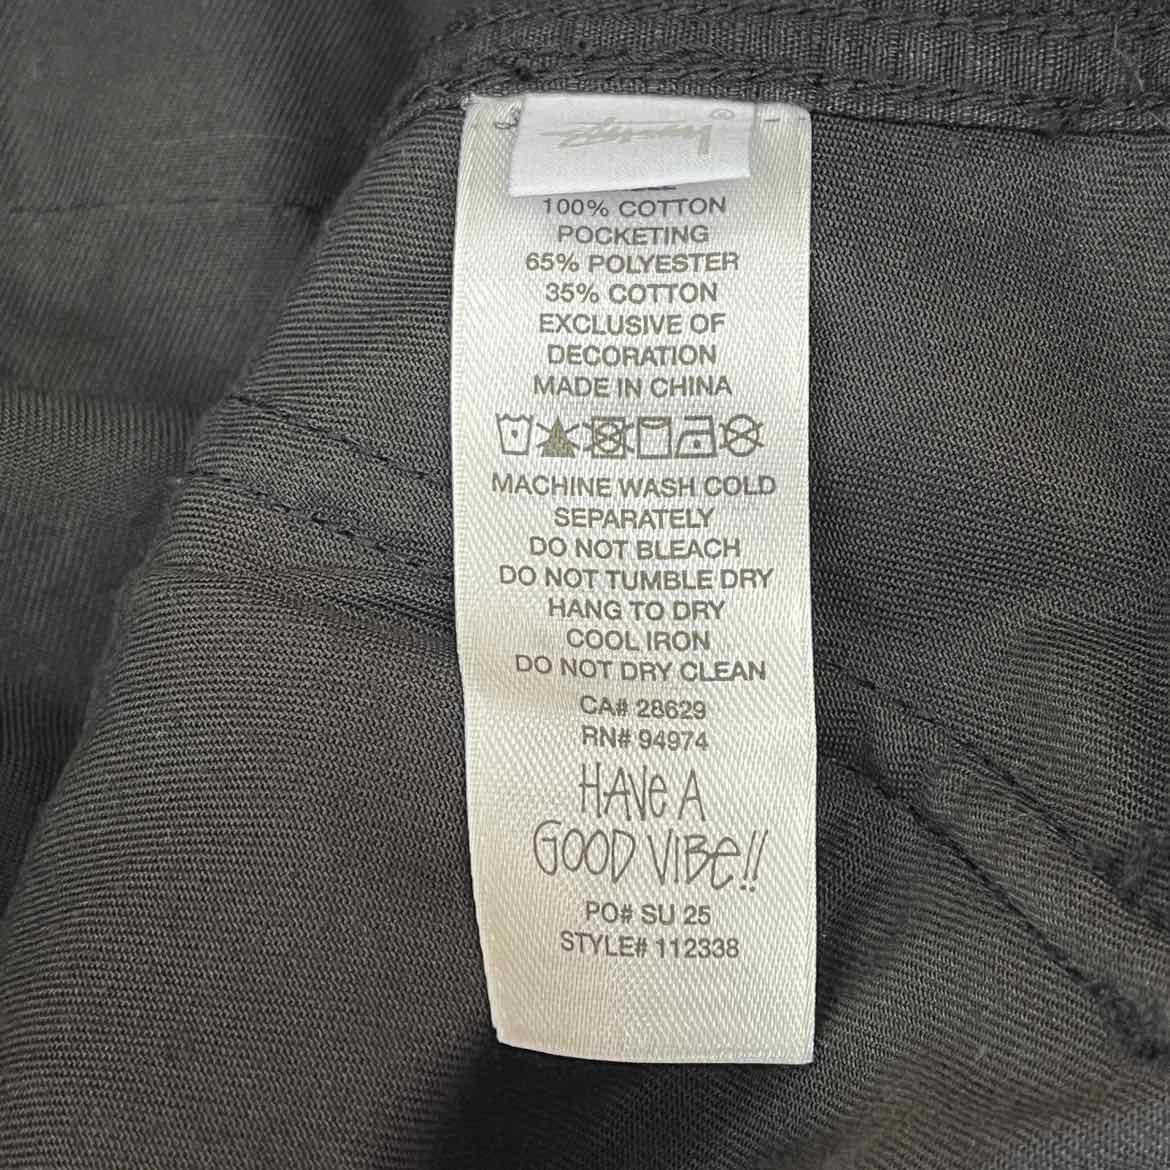 Stüssy ®
100% COTTON
POCKETING
65% POLYESTER
35% COTTON
EXCLUSIVE OF
DECORATION
MADE IN CHINA
MACHINE WASH COLD
SEPARATELY
DO NOT BLEACH
DO NOT TUMBLE DRY
HANG TO DRY
COOL IRON
DO NOT DRY CLEAN
CA# 28629
RN# 94974
HAVE A
GOOD VIBE!!
PO# SU 25
STYLE# 112338